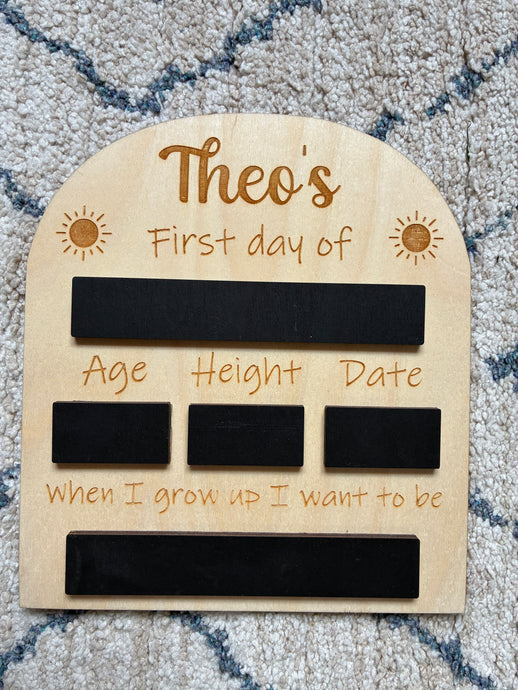 Theo's
First day of
Age Height Date
When I grow up I want to be